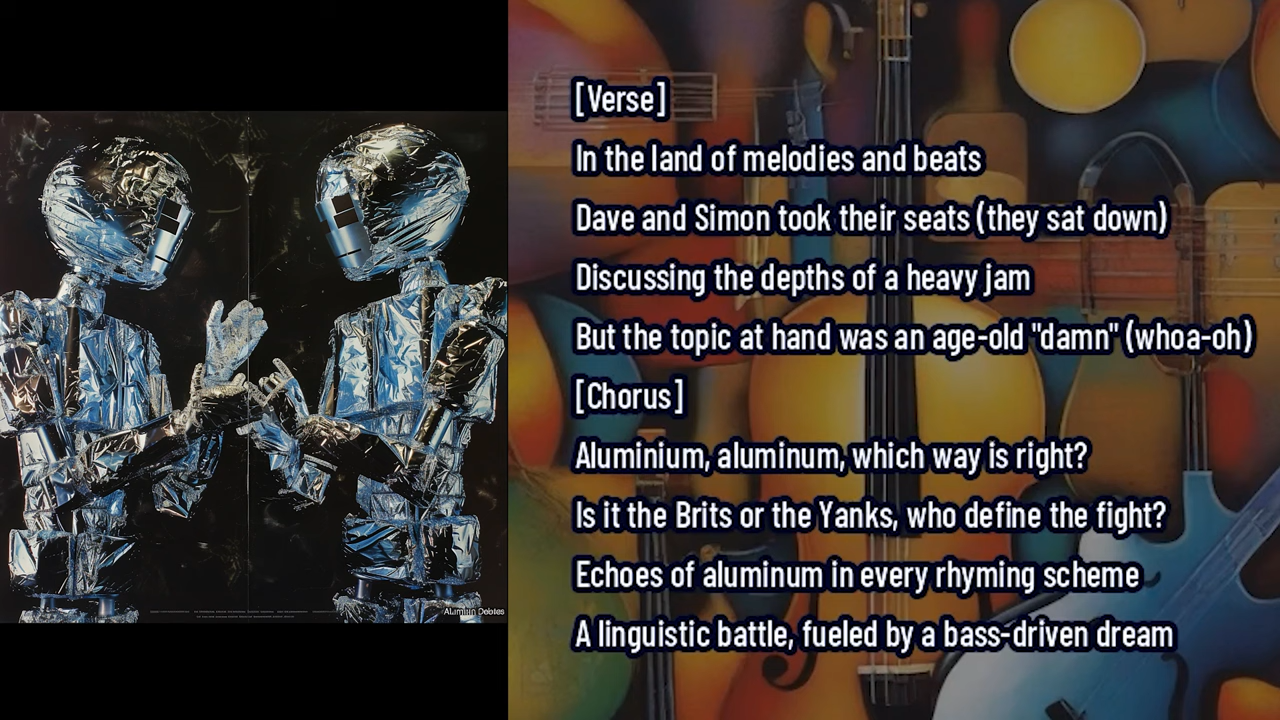 [Verse]
In the land of melodies and beats
Dave and Simon took their seats (they sat down)
Discussing the depths of a heavy jam
But the topic at hand was an age-old "damn" (whoa-oh)
[Chorus]
Aluminium, aluminum, which way is right?
Is it the Brits or the Yanks, who define the fight?
Echoes of aluminum in every rhyming scheme
A linguistic battle, fueled by a bass-driven dream